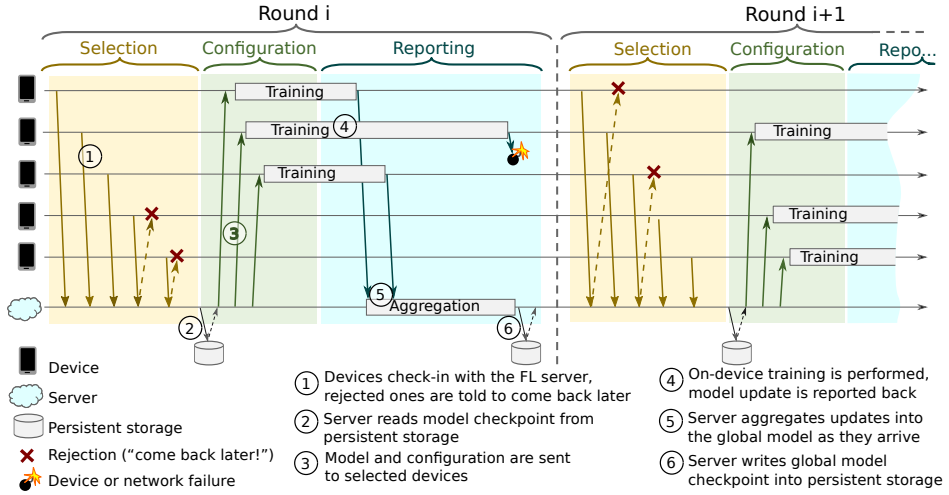 Round i
Round i+1
Selection
Configuration
Reporting
Selection
Configuration
Repo...
Training
Training
4
Training
1
Training
Training
3
Training
5
Aggregation
2
6
Device
Server
Persistent storage
Rejection (“come back later!”)
Device or network failure
1 Devices check-in with the FL server,
rejected ones are told to come back later
2 Server reads model checkpoint from
persistent storage
3 Model and configuration are sent
to selected devices
4 On-device training is performed,
model update is reported back
5 Server aggregates updates into
the global model as they arrive
6 Server writes global model
checkpoint into persistent storage